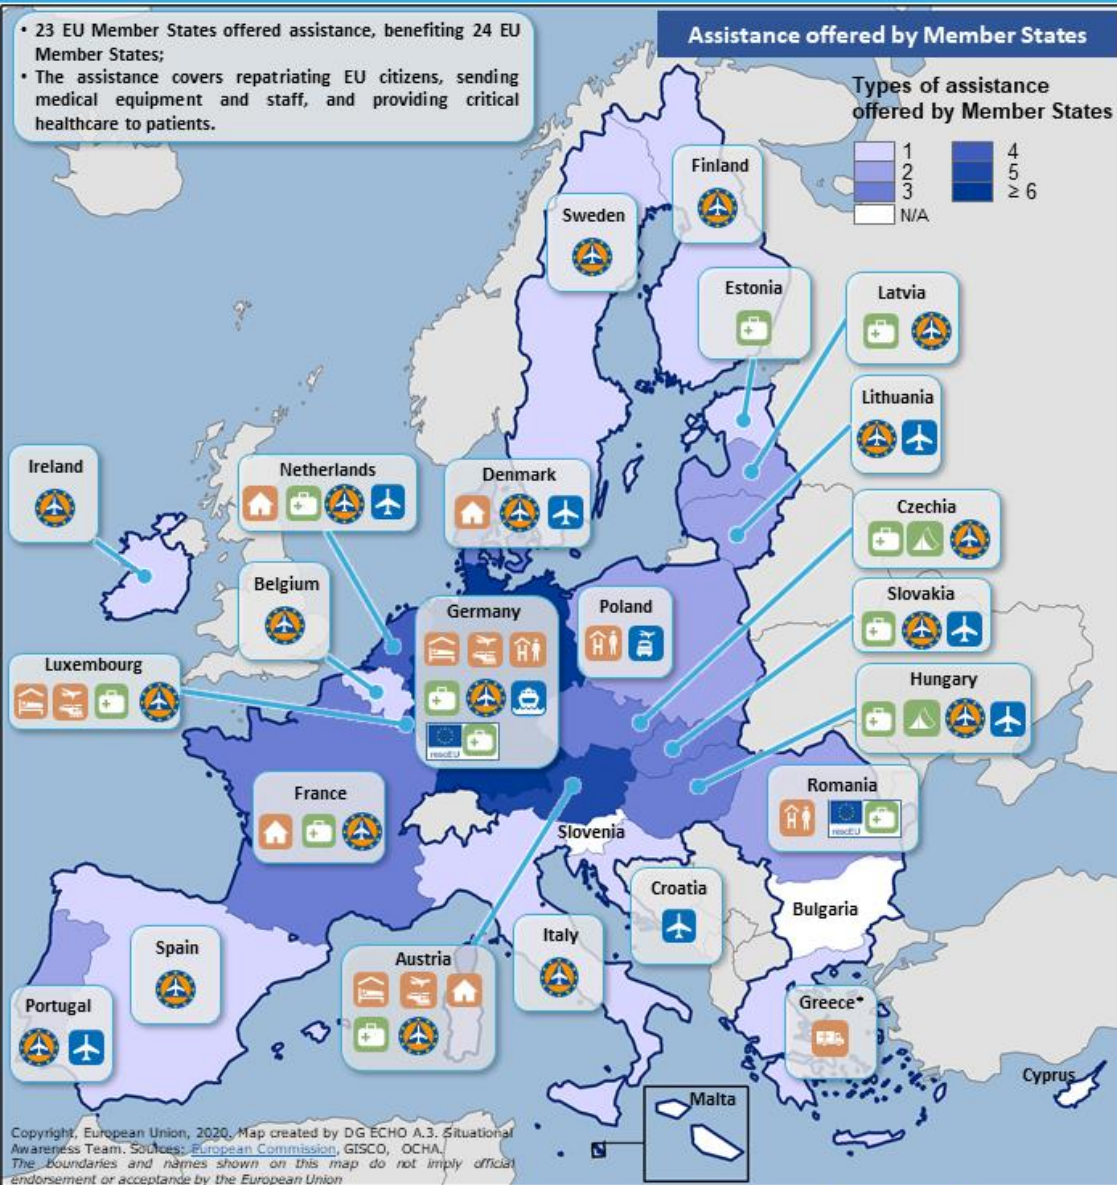 • 23 EU Member States offered assistance, benefiting 24 EU
Member States;
• The assistance covers repatriating EU citizens, sending
medical equipment and staff, and providing critical
healthcare to patients.
Assistance offered by Member States
Types of assistance
offered by Member States
1
2
3
N/A
4
5
≥ 6
Finland
Sweden
Estonia
Latvia
Lithuania
Ireland
Netherlands
Denmark
Czechia
Belgium
Germany
Poland
Slovakia
Luxembourg
Hungary
rescEU
France
Romania
rescEU
Slovenia
Croatia
Bulgaria
Spain
Italy
Austria
Portugal
Greece*
Cyprus
Malta
Copyright, European Union, 2020. Map created by DG ECHO A.3. Situational
Awareness Team. Sources: European Commission, GISCO, OCHA.
The boundaries and names shown on this map do not imply official
endorsement or acceptance by the European Union